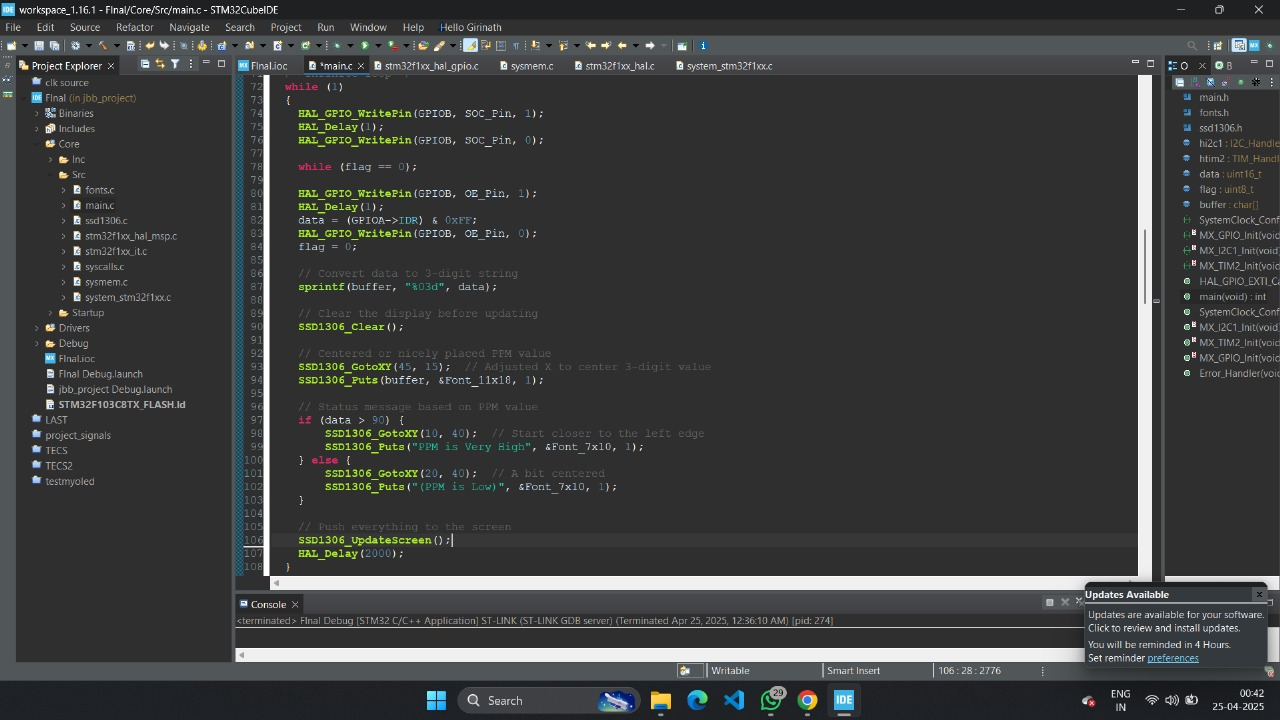 workspace_1.16.1 - FInal/Core/Src/main.c - STM32CubeIDE
File Edit Source Refactor Navigate Search Project Run Window Help Hello Girinath
Project Explorer
clk source
FInal (in jbb_project)
Binaries
Includes
Core
Inc
Src
fonts.c
main.c
ssd1306.c
stm32f1xx_hal_msp.c
stm32f1xx_it.c
syscalls.c
sysmem.c
system_stm32f1xx.c
Startup
Drivers
Debug
FInal.ioc
FInal Debug.launch
jbb_project Debug.launch
STM32F103C8TX_FLASH.ld
LAST
project_signals
TECS
TECS2
testmyoled
FInal.ioc *main.c stm32f1xx_hal_gpio.c sysmem.c stm32f1xx_hal.c system_stm32f1xx.c
72 while (1)
73 {
74 HAL_GPIO_WritePin(GPIOB, SOC_Pin, 1);
75 HAL_Delay(1);
76 HAL_GPIO_WritePin(GPIOB, SOC_Pin, 0);
77
78 while (flag == 0);
79
80 HAL_GPIO_WritePin(GPIOB, OE_Pin, 1);
81 HAL_Delay(1);
82 data = (GPIOA->IDR) & 0xFF;
83 HAL_GPIO_WritePin(GPIOB, OE_Pin, 0);
84 flag = 0;
85
86 // Convert data to 3-digit string
87 sprintf(buffer, "%03d", data);
88
89 // Clear the display before updating
90 SSD1306_Clear();
91
92 // Centered or nicely placed PPM value
93 SSD1306_GotoXY(45, 15); // Adjusted X to center 3-digit value
94 SSD1306_Puts(buffer, &Font_11x18, 1);
95
96 // Status message based on PPM value
97 if (data > 90) {
98 SSD1306_GotoXY(10, 40); // Start closer to the left edge
99 SSD1306_Puts("PPM is Very High", &Font_7x10, 1);
100 } else {
101 SSD1306_GotoXY(20, 40); // A bit centered
102 SSD1306_Puts("(PPM is Low)", &Font_7x10, 1);
103 }
104
105 // Push everything to the screen
106 SSD1306_UpdateScreen();
107 HAL_Delay(2000);
108 }
O B
main.h
fonts.h
ssd1306.h
hi2c1 : I2C_Handle
htim2 : TIM_Handl
data : uint16_t
flag : uint8_t
buffer : char[]
SystemClock_Conf
MX_GPIO_Init(void
MX_I2C1_Init(void)
MX_TIM2_Init(void
HAL_GPIO_EXTI_Ca
main(void) : int
SystemClock_Conf
MX_I2C1_Init(void)
MX_TIM2_Init(void
MX_GPIO_Init(void
Error_Handler(voi
Console
<terminated> FInal Debug [STM32 C/C++ Application] ST-LINK (ST-LINK GDB server) (Terminated Apr 25, 2025, 12:36:10 AM) [pid: 274]
Updates Available
Updates are available for your software.
Click to review and install updates.
You will be reminded in 4 Hours.
Set reminder preferences
Writable Smart Insert 106 : 28 : 2776
Search
29
IDE
ENG
IN
00:42
25-04-2025